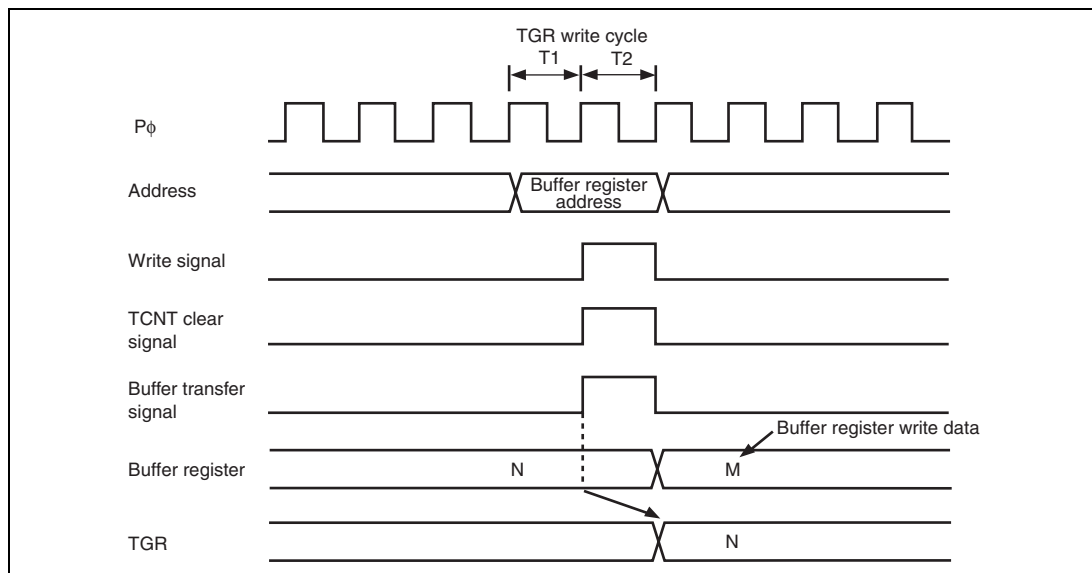 TGR write cycle
T1 T2
Pϕ
Address
Buffer register
address
Write signal
TCNT clear
signal
Buffer transfer
signal
Buffer register write data
Buffer register
N M
TGR
N